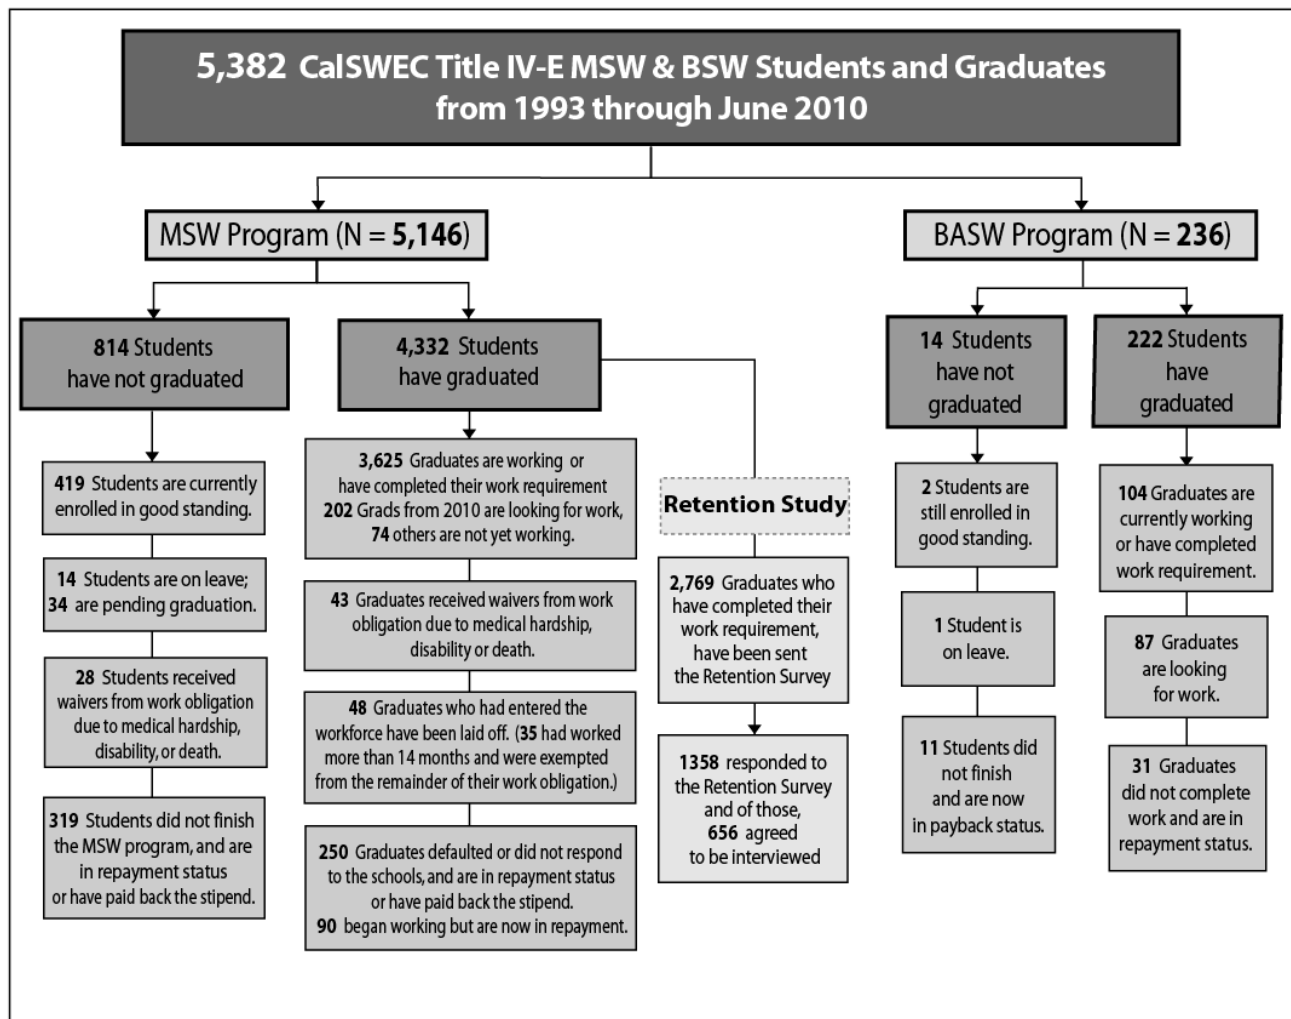 5,382 CalSWEC Title IV-E MSW & BSW Students and Graduates
from 1993 through June 2010
MSW Program (N = 5,146)
BASW Program (N = 236)
814 Students
have not graduated
4,332 Students
have graduated
14 Students
have not
graduated
222 Students
have
graduated
419 Students are currently
enrolled in good standing.
14 Students are on leave;
34 are pending graduation.
28 Students received
waivers from work obligation
due to medical hardship,
disability, or death.
319 Students did not finish
the MSW program, and are
in repayment status
or have paid back the stipend.
3,625 Graduates are working or
have completed their work requirement
202 Grads from 2010 are looking for work,
74 others are not yet working.
43 Graduates received waivers from work
obligation due to medical hardship,
disability or death.
48 Graduates who had entered the
workforce have been laid off. (35 had worked
more than 14 months and were exempted
from the remainder of their work obligation.)
250 Graduates defaulted or did not respond
to the schools, and are in repayment status
or have paid back the stipend.
90 began working but are now in repayment.
Retention Study
2,769 Graduates who
have completed their
work requirement,
have been sent
the Retention Survey
1358 responded to
the Retention Survey
and of those,
656 agreed
to be interviewed
2 Students are
still enrolled in
good standing.
1 Student is
on leave.
11 Students did
not finish
and are now
in payback status.
104 Graduates are
currently working
or have completed
work requirement.
87 Graduates
are looking
for work.
31 Graduates
did not complete
work and are in
repayment status.